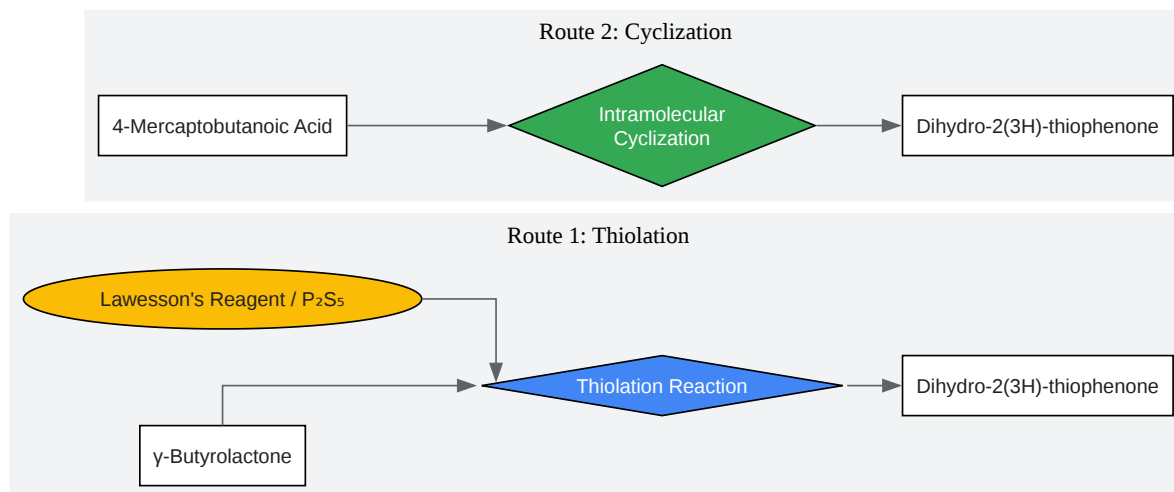 Route 2: Cyclization
4-Mercaptobutanoic Acid
Intramolecular
Cyclization
Dihydro-2(3H)-thiophenone
Route 1: Thiolation
Lawesson's Reagent / P₂S₅
Thiolation Reaction
Dihydro-2(3H)-thiophenone
γ-Butyrolactone